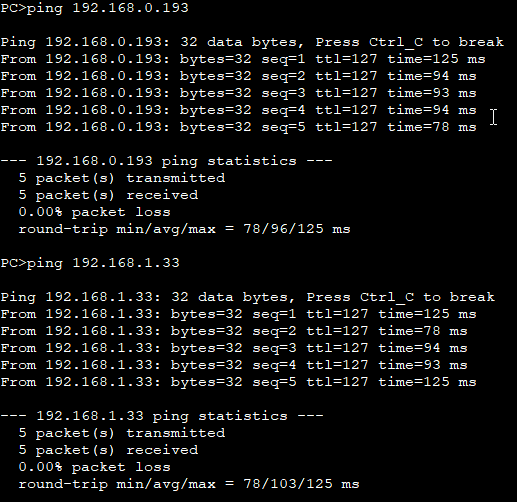 PC>ping 192.168.0.193
Ping 192.168.0.193: 32 data bytes, Press Ctrl_C to break
From 192.168.0.193: bytes=32 seq=1 ttl=127 time=125 ms
From 192.168.0.193: bytes=32 seq=2 ttl=127 time=94 ms
From 192.168.0.193: bytes=32 seq=3 ttl=127 time=93 ms
From 192.168.0.193: bytes=32 seq=4 ttl=127 time=94 ms
From 192.168.0.193: bytes=32 seq=5 ttl=127 time=78 ms
--- 192.168.0.193 ping statistics ---
5 packet(s) transmitted
5 packet(s) received
0.00% packet loss
round-trip min/avg/max = 78/96/125 ms
PC>ping 192.168.1.33
Ping 192.168.1.33: 32 data bytes, Press Ctrl_C to break
From 192.168.1.33: bytes=32 seq=1 ttl=127 time=125 ms
From 192.168.1.33: bytes=32 seq=2 ttl=127 time=78 ms
From 192.168.1.33: bytes=32 seq=3 ttl=127 time=94 ms
From 192.168.1.33: bytes=32 seq=4 ttl=127 time=93 ms
From 192.168.1.33: bytes=32 seq=5 ttl=127 time=125 ms
--- 192.168.1.33 ping statistics ---
5 packet(s) transmitted
5 packet(s) received
0.00% packet loss
round-trip min/avg/max = 78/103/125 ms